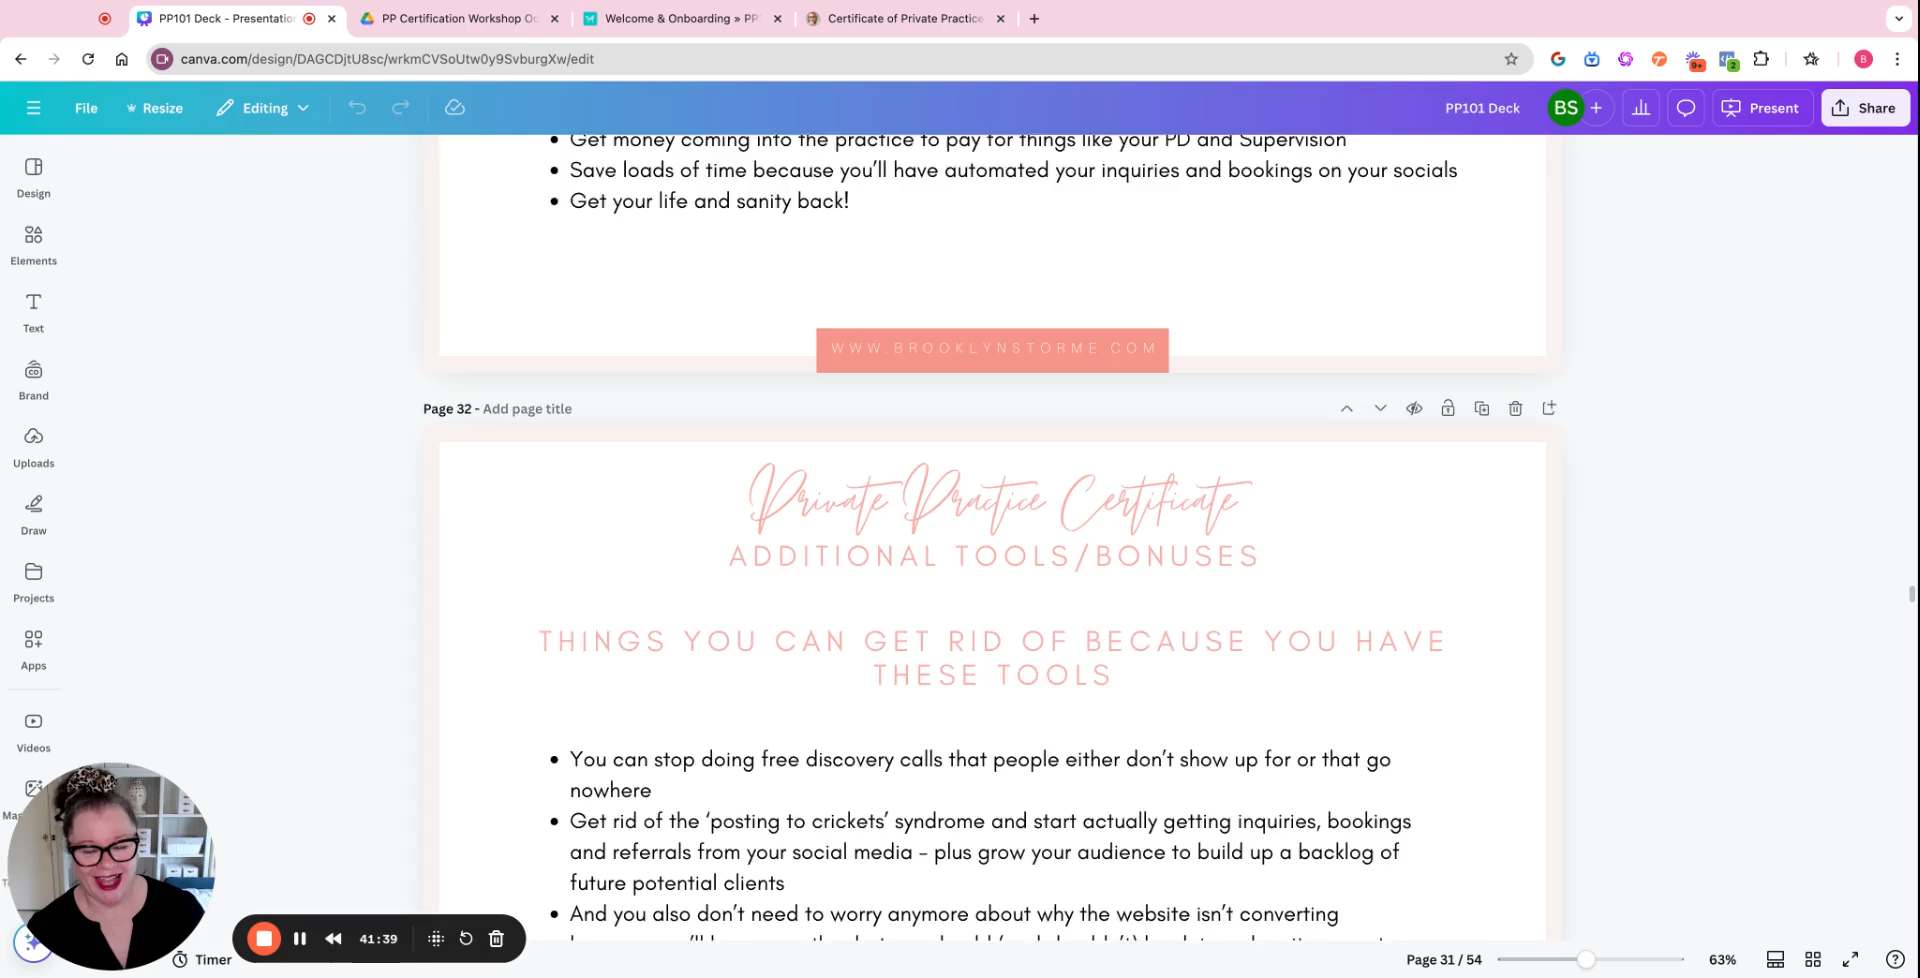 PP101 Deck - Presentation
PP Certification Workshop Oc
Welcome & Onboarding » PP
Certificate of Private Practice
canva.com/design/DAGCDjtU8sc/wrkmCVSoUtw0y9SvburgXw/edit
9+
2
B
File
Resize
Editing
PP101 Deck
BS
Present
Share
Design
Elements
Text
Brand
Uploads
Draw
Projects
Apps
Videos
Get money coming into the practice to pay for things like your PD and Supervision
Save loads of time because you'll have automated your inquiries and bookings on your socials
Get your life and sanity back!
WWW.BROOKLYNSTORME.COM
Page 32 - Add page title
Private Practice Certificate
ADDITIONAL TOOLS/BONUSES
THINGS YOU CAN GET RID OF BECAUSE YOU HAVE
THESE TOOLS
You can stop doing free discovery calls that people either don't show up for or that go
nowhere
Get rid of the 'posting to crickets' syndrome and start actually getting inquiries, bookings
and referrals from your social media - plus grow your audience to build up a backlog of
future potential clients
And you also don't need to worry anymore about why the website isn't converting
41:39
Timer
Page 31 / 54
63%